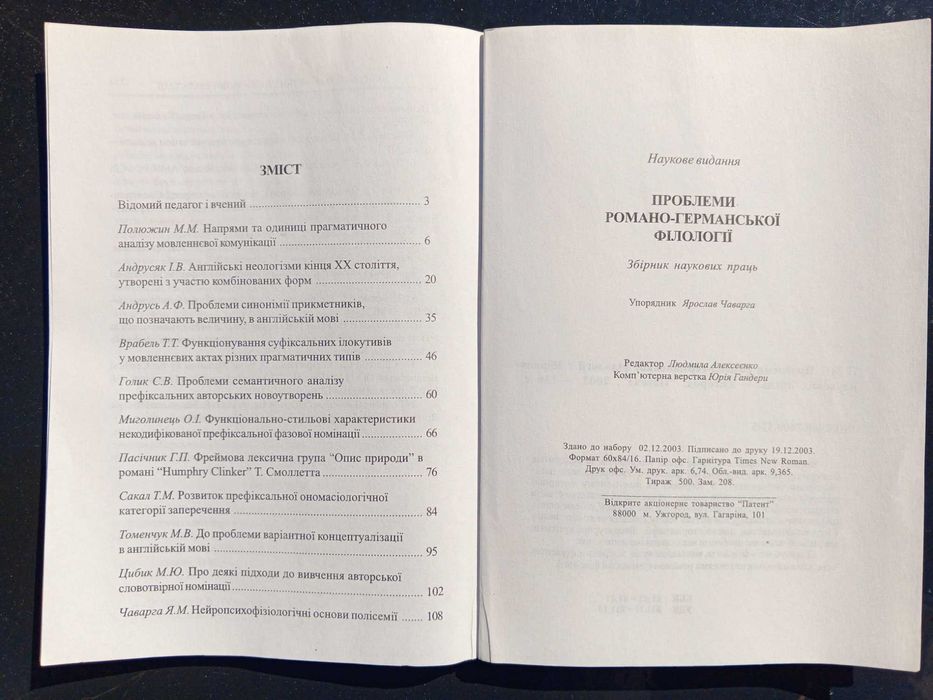 ЗМІСТ
Відомий педагог і вчений ........ 3
Полюжин М.М. Напрями та одиниці прагматичного
аналізу мовленнєвої комунікації ........ 6
Андрусяк І.В. Англійські неологізми кінця XX століття,
утворені з участю комбінованих форм ........ 20
Андрусь А.Ф. Проблеми синонімії прикметників,
що позначають величину, в англійській мові ........ 35
Врабель Т.Т. Функціонування суфіксальних ілокутивів
у мовленнєвих актах різних прагматичних типів ........ 46
Голик С.В. Проблеми семантичного аналізу
префіксальних авторських новоутворень ........ 60
Миголинець О.І. Функціонально-стильові характеристики
некодифікованої префіксальної фазової номінації ........ 66
Пасічник Г.П. Фреймова лексична група “Опис природи” в
романі “Humphry Clinker” Т. Смоллетта ........ 76
Сакал Т.М. Розвиток префіксальної ономасіологічної
категорії заперечення ........ 84
Томенчук М.В. До проблеми варіантної концептуалізації
в англійській мові ........ 95
Цибик М.Ю. Про деякі підходи до вивчення авторської
словотвірної номінації ........ 102
Чаварга Я.М. Нейропсихофізіологічні основи полісемії ........ 108
Наукове видання
ПРОБЛЕМИ
РОМАНО-ГЕРМАНСЬКОЇ
ФІЛОЛОГІЇ
Збірник наукових праць
Упорядник Ярослав Чаварга
Редактор Людмила Алексеєнко
Комп’ютерна верстка Юрія Гандери
Здано до набору 02.12.2003. Підписано до друку 19.12.2003.
Формат 60x84/16. Папір офс. Гарнітура Times New Roman.
Друк офс. Ум. друк. арк. 6,74. Обл.-вид. арк. 9,365.
Тираж 500. Зам. 208.
Відкрите акціонерне товариство “Патент”
88000 м. Ужгород, вул. Гагаріна, 101